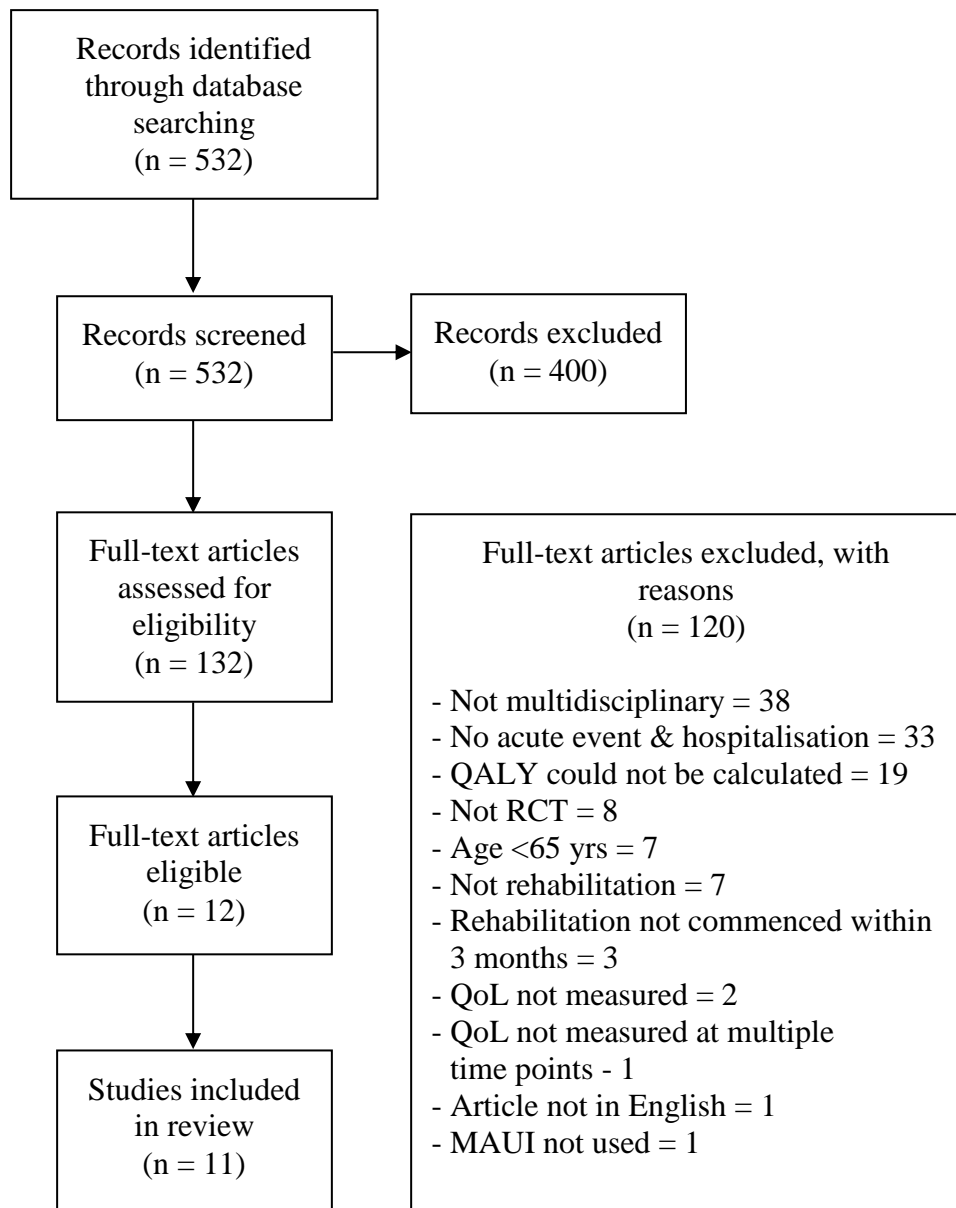 Records identified
through database
searching
(n = 532)
Records screened
(n = 532)
Records excluded
(n = 400)
Full-text articles
assessed for
eligibility
(n = 132)
Full-text articles excluded, with
reasons
(n = 120)
- Not multidisciplinary = 38
- No acute event & hospitalisation = 33
- QALY could not be calculated = 19
- Not RCT = 8
- Age <65 yrs = 7
- Not rehabilitation = 7
- Rehabilitation not commenced within
3 months = 3
- QoL not measured = 2
- QoL not measured at multiple
time points - 1
- Article not in English = 1
- MAUI not used = 1
Full-text articles
eligible
(n = 12)
Studies included
in review
(n = 11)